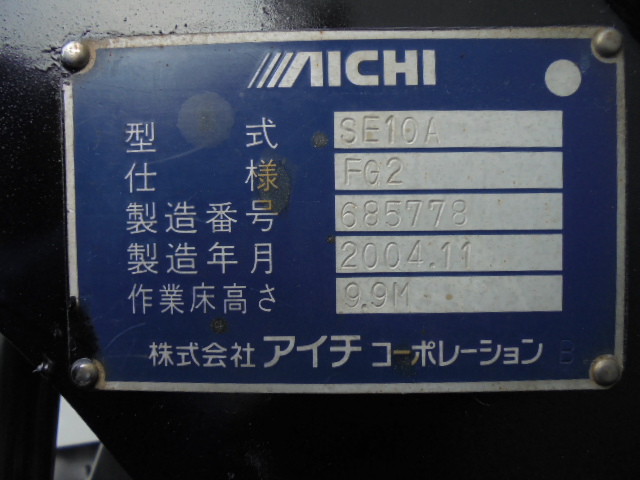 AICHI
型式 SE10A
仕様 FG2
製造番号 685778
製造年月 2004.11
作業床高さ 9.9M
株式会社 アイチ コーポレーション B